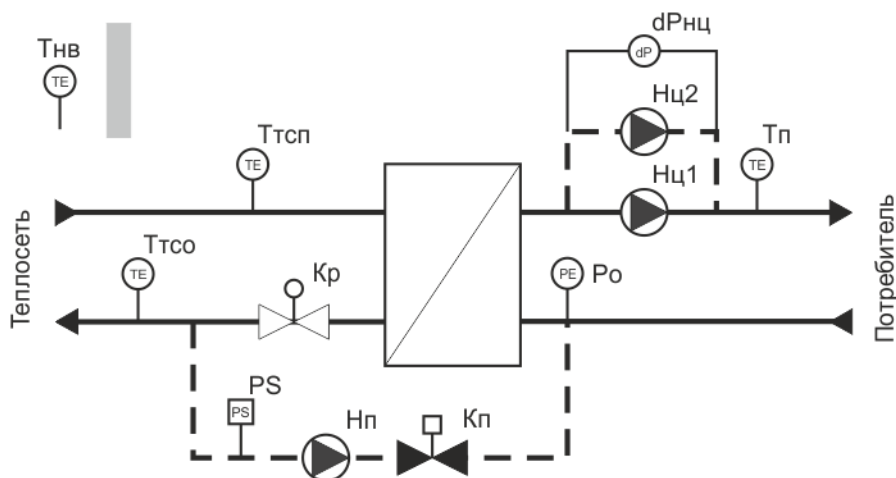 Тнв
TE
dPнц
dP
Нц2
Ттсп
TE
Нц1
Тп
TE
Теплосеть
Ттсо
TE
Кр
PE
Ро
Потребитель
PS
PS
Нп
Кп